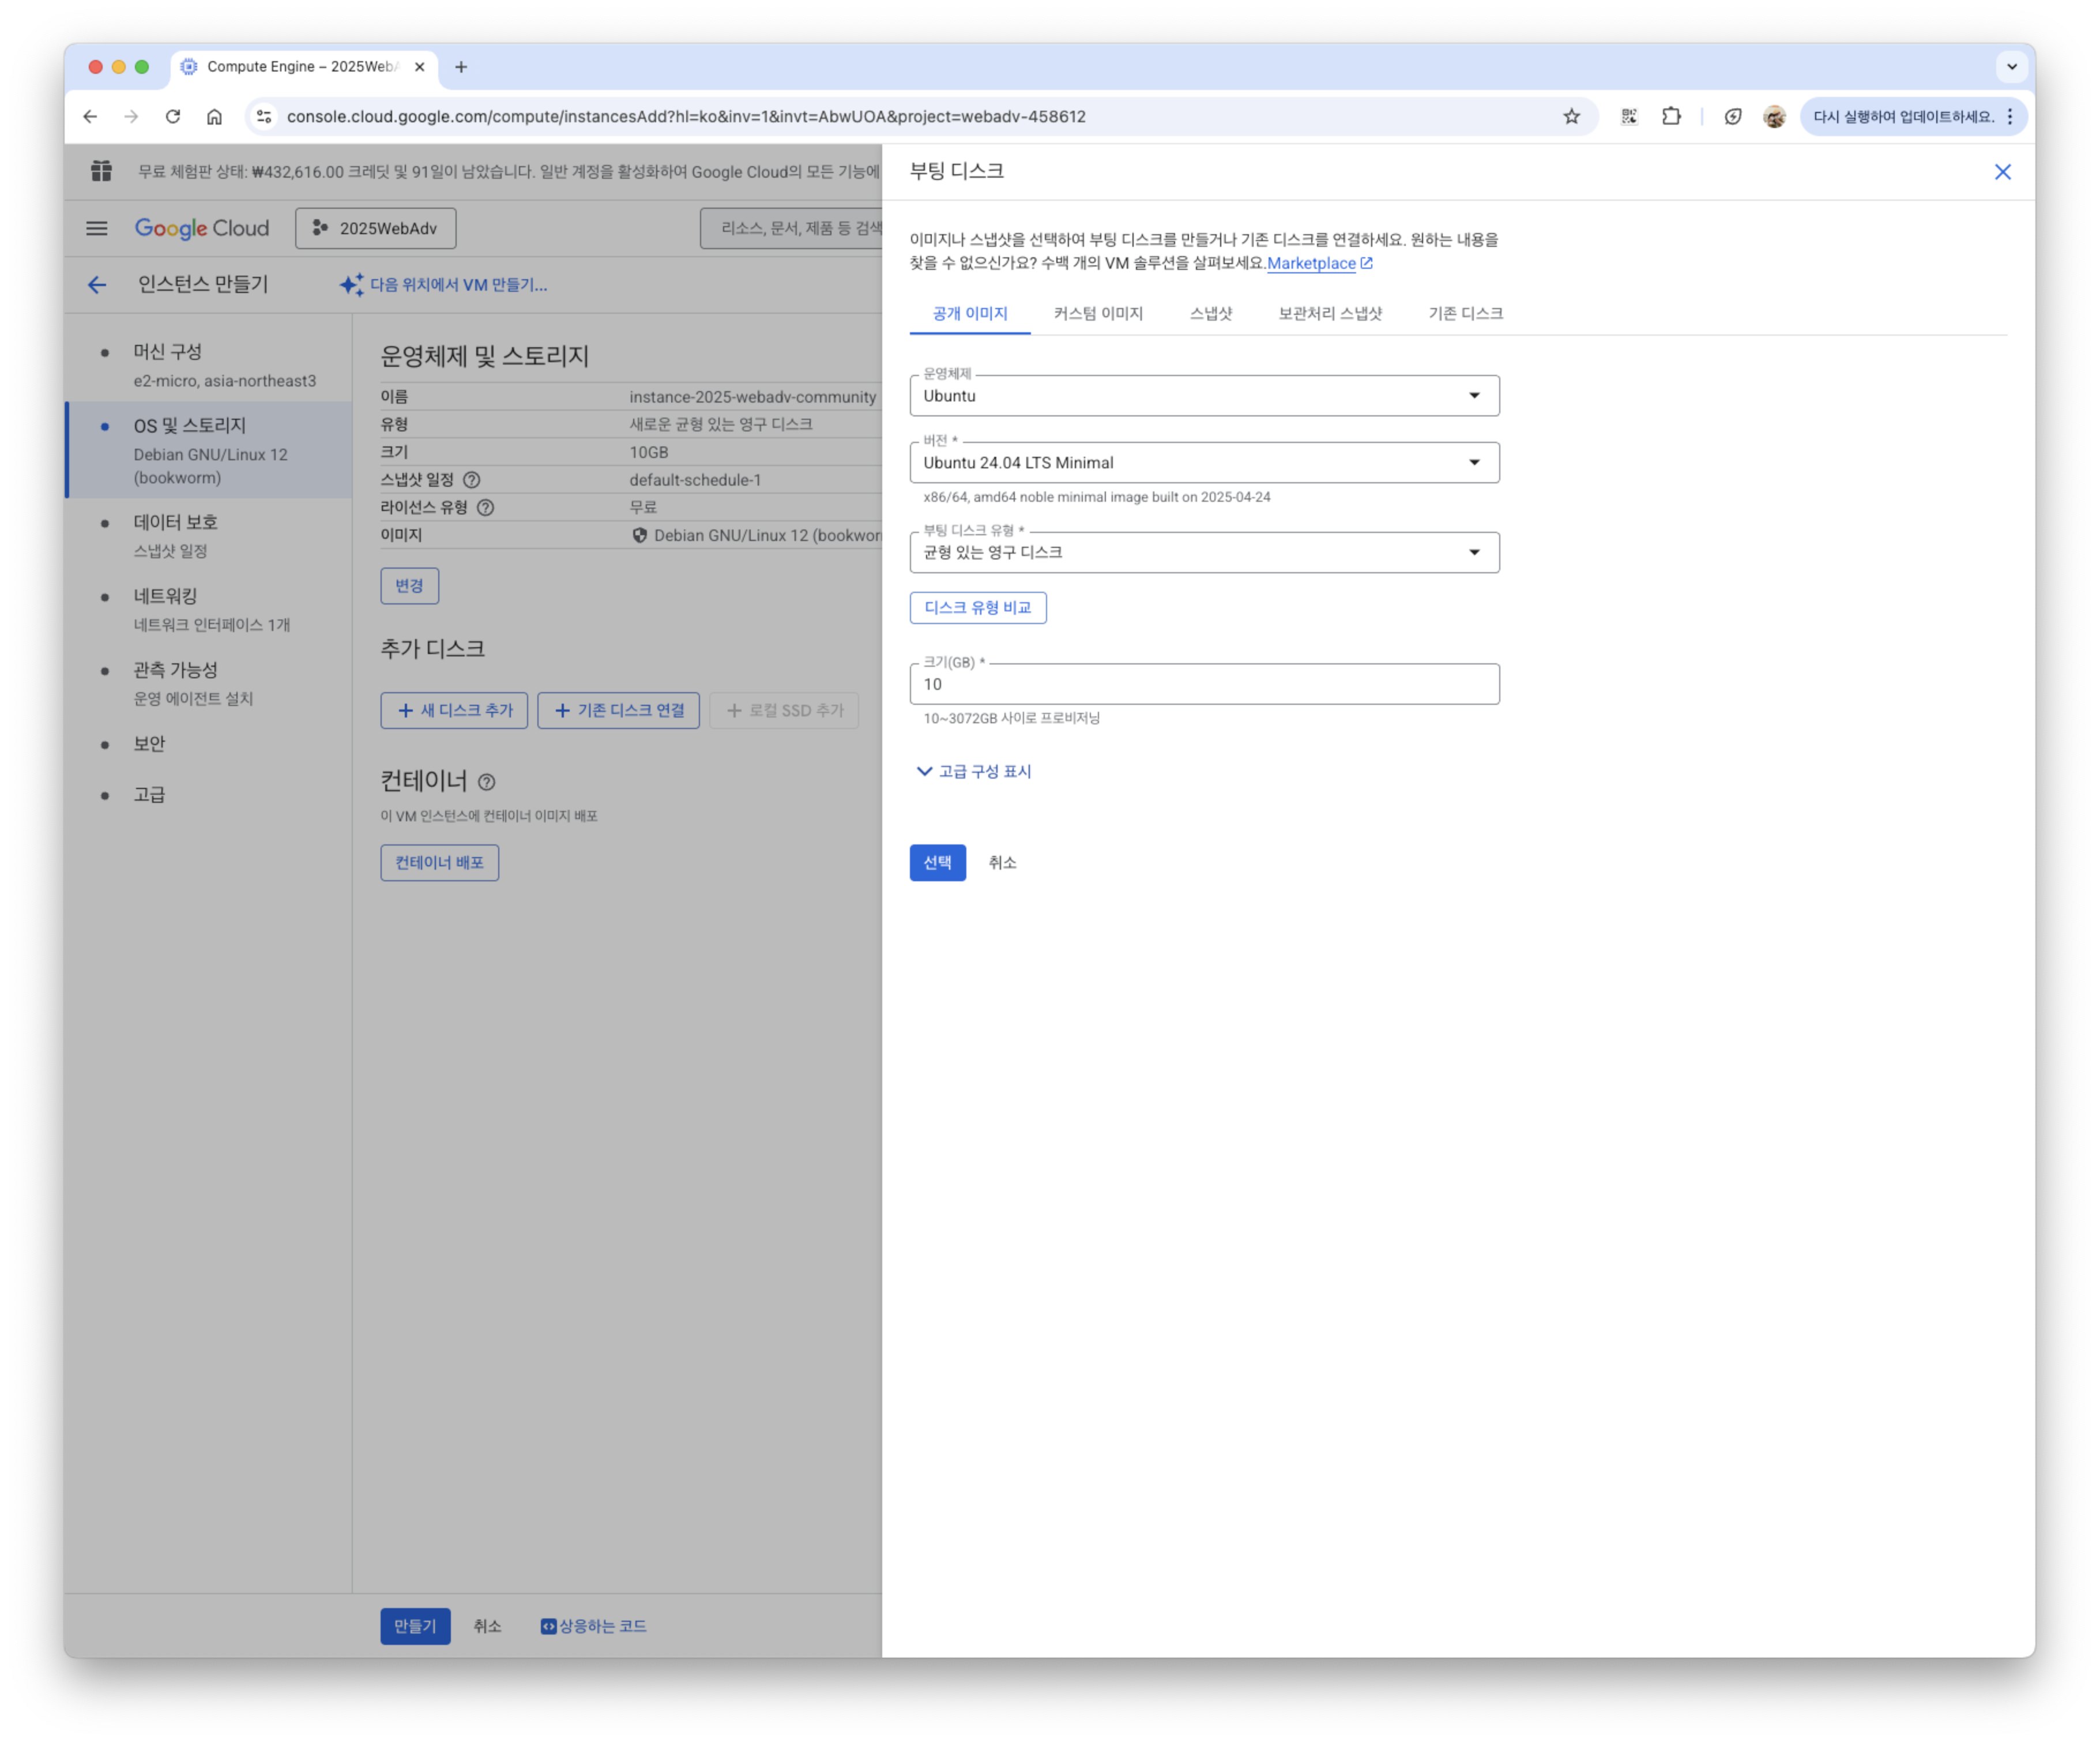 Compute Engine – 2025WebA
console.cloud.google.com/compute/instancesAdd?hl=ko&inv=1&invt=AbwUOA&project=webadv-458612
다시 실행하여 업데이트하세요.
무료 체험판 상태: ₩432,616.00 크레딧 및 91일이 남았습니다. 일반 계정을 활성화하여 Google Cloud의 모든 기능에
Google Cloud
2025WebAdv
리소스, 문서, 제품 등 검색
인스턴스 만들기
다음 위치에서 VM 만들기...
머신 구성
e2-micro, asia-northeast3
OS 및 스토리지
Debian GNU/Linux 12
(bookworm)
데이터 보호
스냅샷 일정
네트워킹
네트워크 인터페이스 1개
관측 가능성
운영 에이전트 설치
보안
고급
운영체제 및 스토리지
이름 instance-2025-webadv-community
유형 새로운 균형 있는 영구 디스크
크기 10GB
스냅샷 일정 default-schedule-1
라이선스 유형 무료
이미지 Debian GNU/Linux 12 (bookwor
변경
추가 디스크
새 디스크 추가 기존 디스크 연결 로컬 SSD 추가
컨테이너
이 VM 인스턴스에 컨테이너 이미지 배포
컨테이너 배포
만들기 취소 상응하는 코드
부팅 디스크
이미지나 스냅샷을 선택하여 부팅 디스크를 만들거나 기존 디스크를 연결하세요. 원하는 내용을
찾을 수 없으신가요? 수백 개의 VM 솔루션을 살펴보세요.Marketplace
공개 이미지 커스텀 이미지 스냅샷 보관처리 스냅샷 기존 디스크
운영체제
Ubuntu
버전 *
Ubuntu 24.04 LTS Minimal
x86/64, amd64 noble minimal image built on 2025-04-24
부팅 디스크 유형 *
균형 있는 영구 디스크
디스크 유형 비교
크기(GB) *
10
10~3072GB 사이로 프로비저닝
고급 구성 표시
선택 취소